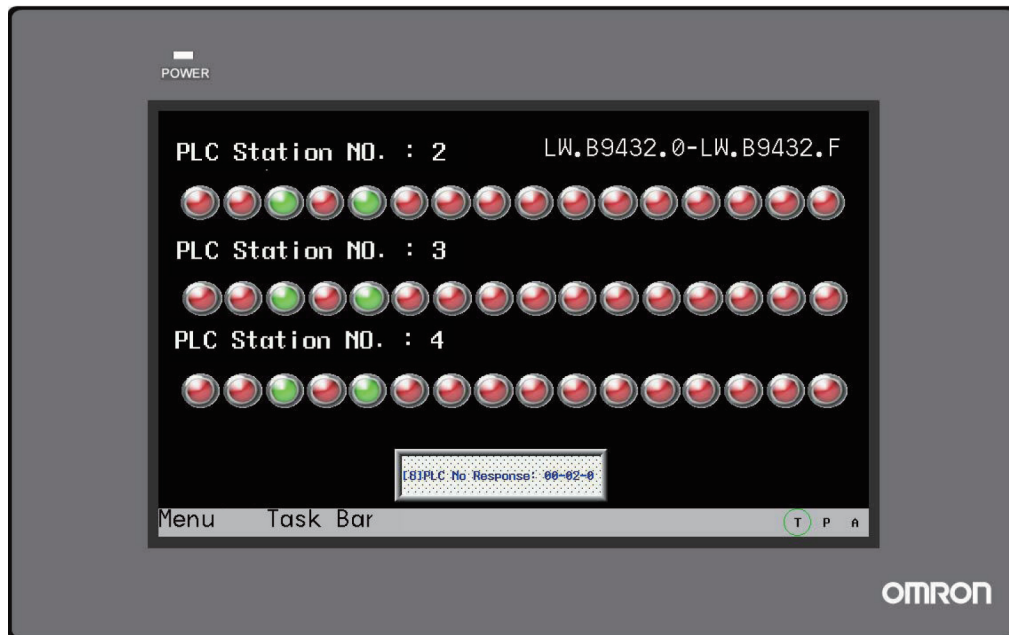 POWER
PLC Station NO. : 2 LW.B9432.0-LW.B9432.F
PLC Station NO. : 3
PLC Station NO. : 4
[8]PLC No Response: 00-02-0
Menu Task Bar T P A
OMRON